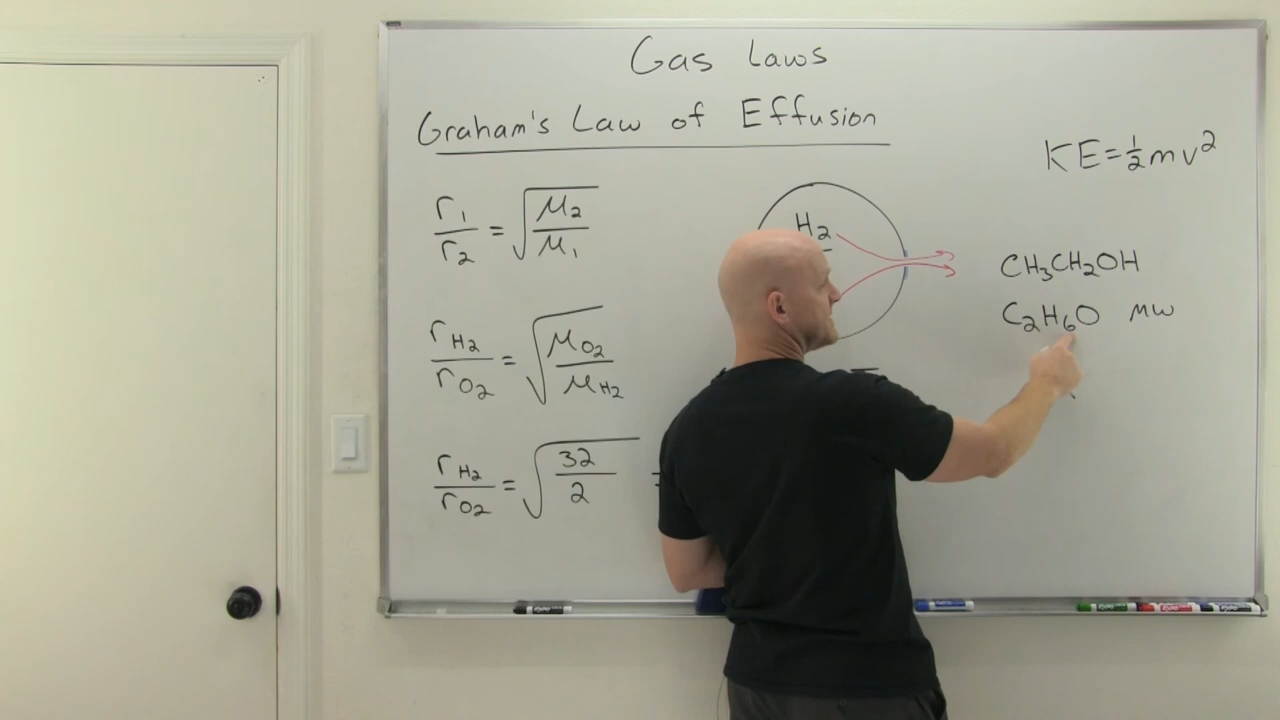 Gas Laws
Graham's Law of Effusion
KE=½mv²
r₁/r₂ = √(M₂/M₁)
H₂
CH₃CH₂OH
C₂H₆O MW
r_H₂/r_O₂ = √(M_O₂/M_H₂)
r_H₂/r_O₂ = √(32/2) =